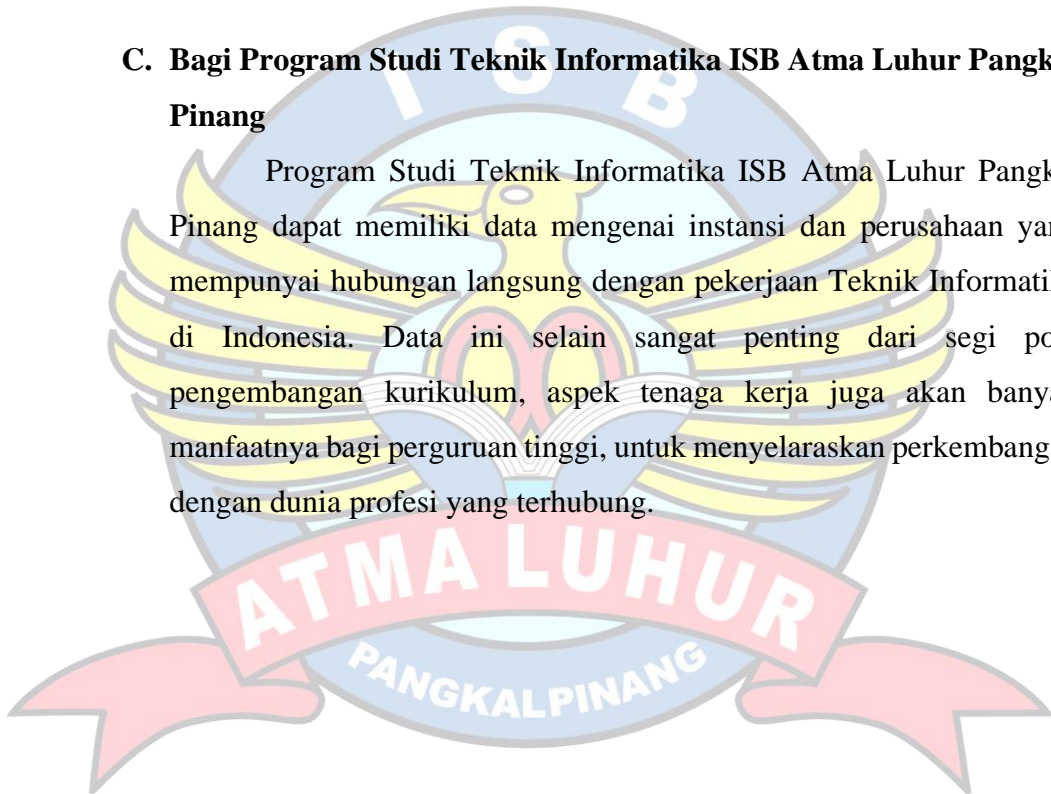 I S B
C. Bagi Program Studi Teknik Informatika ISB Atma Luhur Pangk
Pinang
Program Studi Teknik Informatika ISB Atma Luhur Pangk
Pinang dapat memiliki data mengenai instansi dan perusahaan yan
mempunyai hubungan langsung dengan pekerjaan Teknik Informatik
di Indonesia. Data ini selain sangat penting dari segi po
pengembangan kurikulum, aspek tenaga kerja juga akan banya
manfaatnya bagi perguruan tinggi, untuk menyelaraskan perkembang
dengan dunia profesi yang terhubung.
ATMA LUHUR
PANGKALPINANG